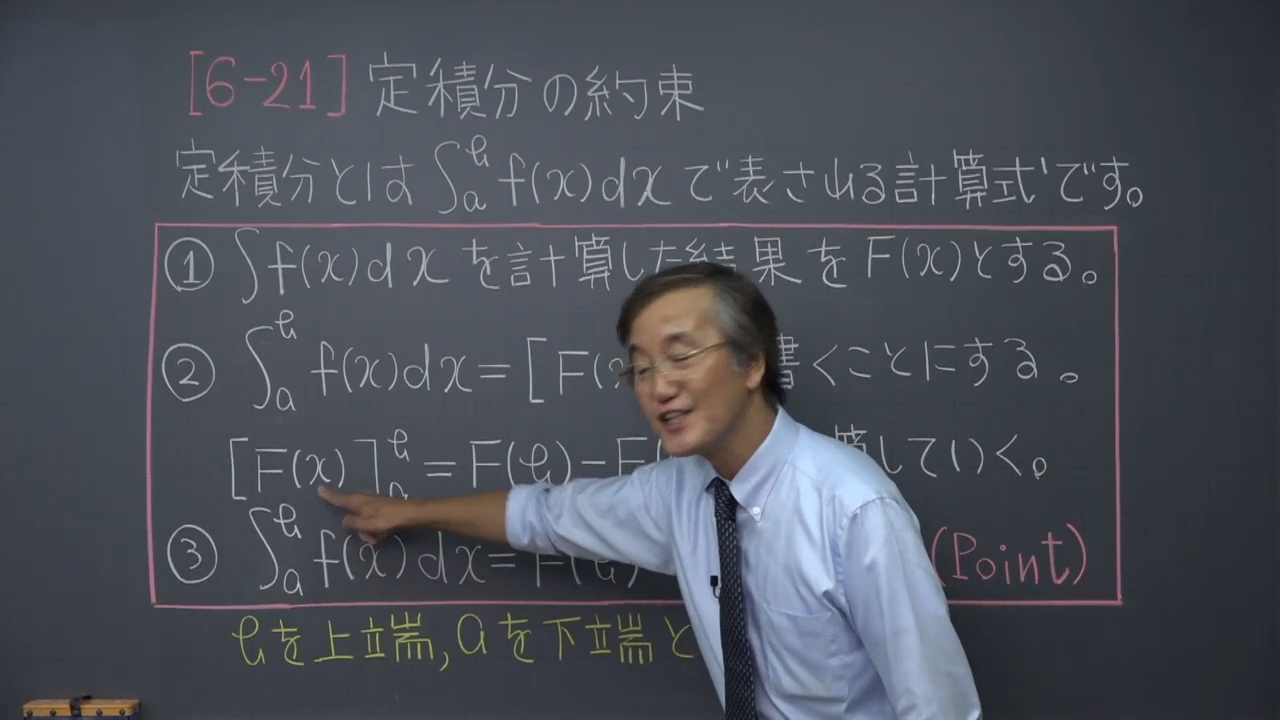 [6-21] 定積分の約束
定積分とは ∫ₐᵇ f(x)dx で表される計算式です。
① ∫f(x)dx を計算した結果を F(x)とする。
② ∫ₐᵇ f(x)dx=[F(x 書くことにする。
[F(x)]ₐᵇ=F(b)-F 算していく。
③ ∫ₐᵇ f(x)dx=F(b) (Point)
bを上端,aを下端と